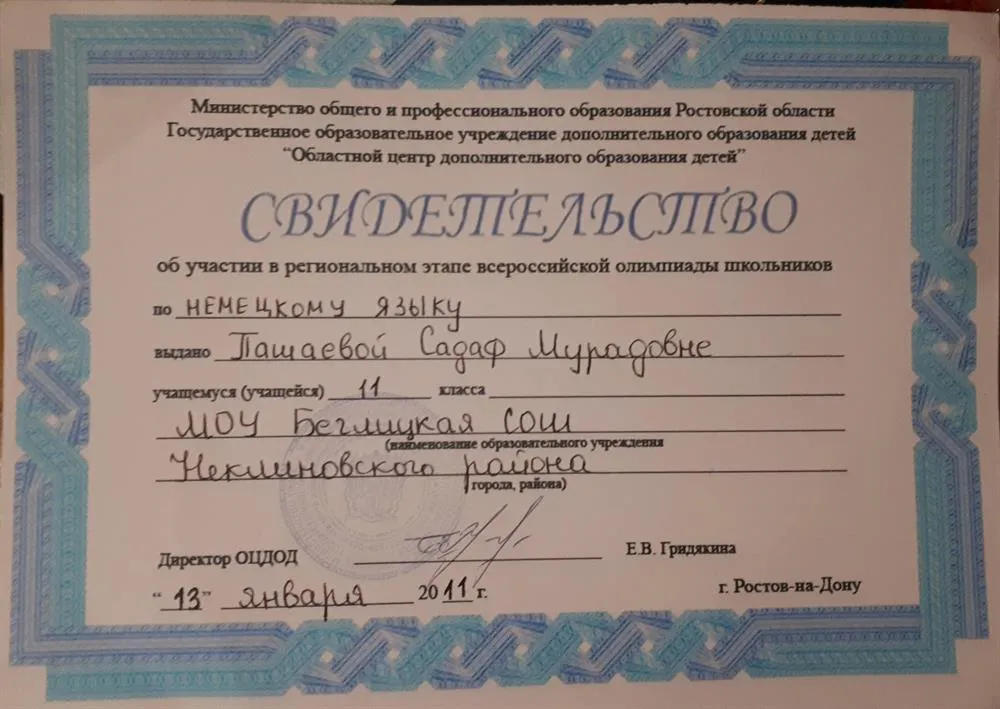 Министерство общего и профессионального образования Ростовской области
Государственное образовательное учреждение дополнительного образования детей
“Областной центр дополнительного образования детей”
СВИДЕТЕЛЬСТВО
об участии в региональном этапе всероссийской олимпиады школьников
по НЕМЕЦКОМУ ЯЗЫКУ
выдано Пашаевой Садаф Мурадовне
учащемуся (учащейся) 11 класса
МОУ Беглицкая СОШ
(наименование образовательного учреждения
Неклиновского района
города, района)
Директор ОЦДОД Е.В. Гридякина
“13” января 2011 г. г. Ростов-на-Дону